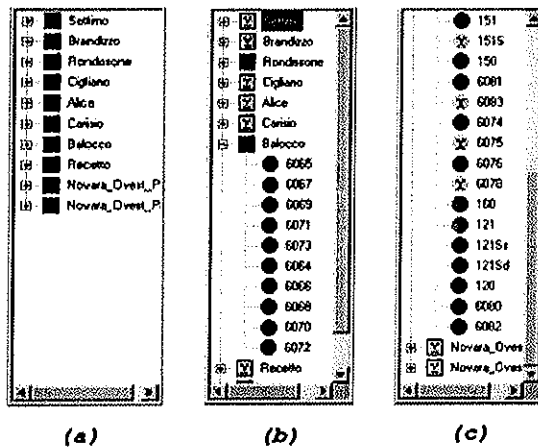 Settimo
Brandizzo
Rondissone
Cigliano
Alice
Carisio
Balocco
Recetto
Novara_Ovest_P
Novara_Ovest_P
(a)
Settimo
Brandizzo
Rondissone
Cigliano
Alice
Carisio
Balocco
6065
6067
6069
6071
6073
6064
6066
6068
6070
6072
Recetto
(b)
151
151S
150
6081
6083
6074
6075
6076
6078
160
121
121Sr
121Sd
120
6080
6082
Novara_Oves
Novara_Oves
(c)